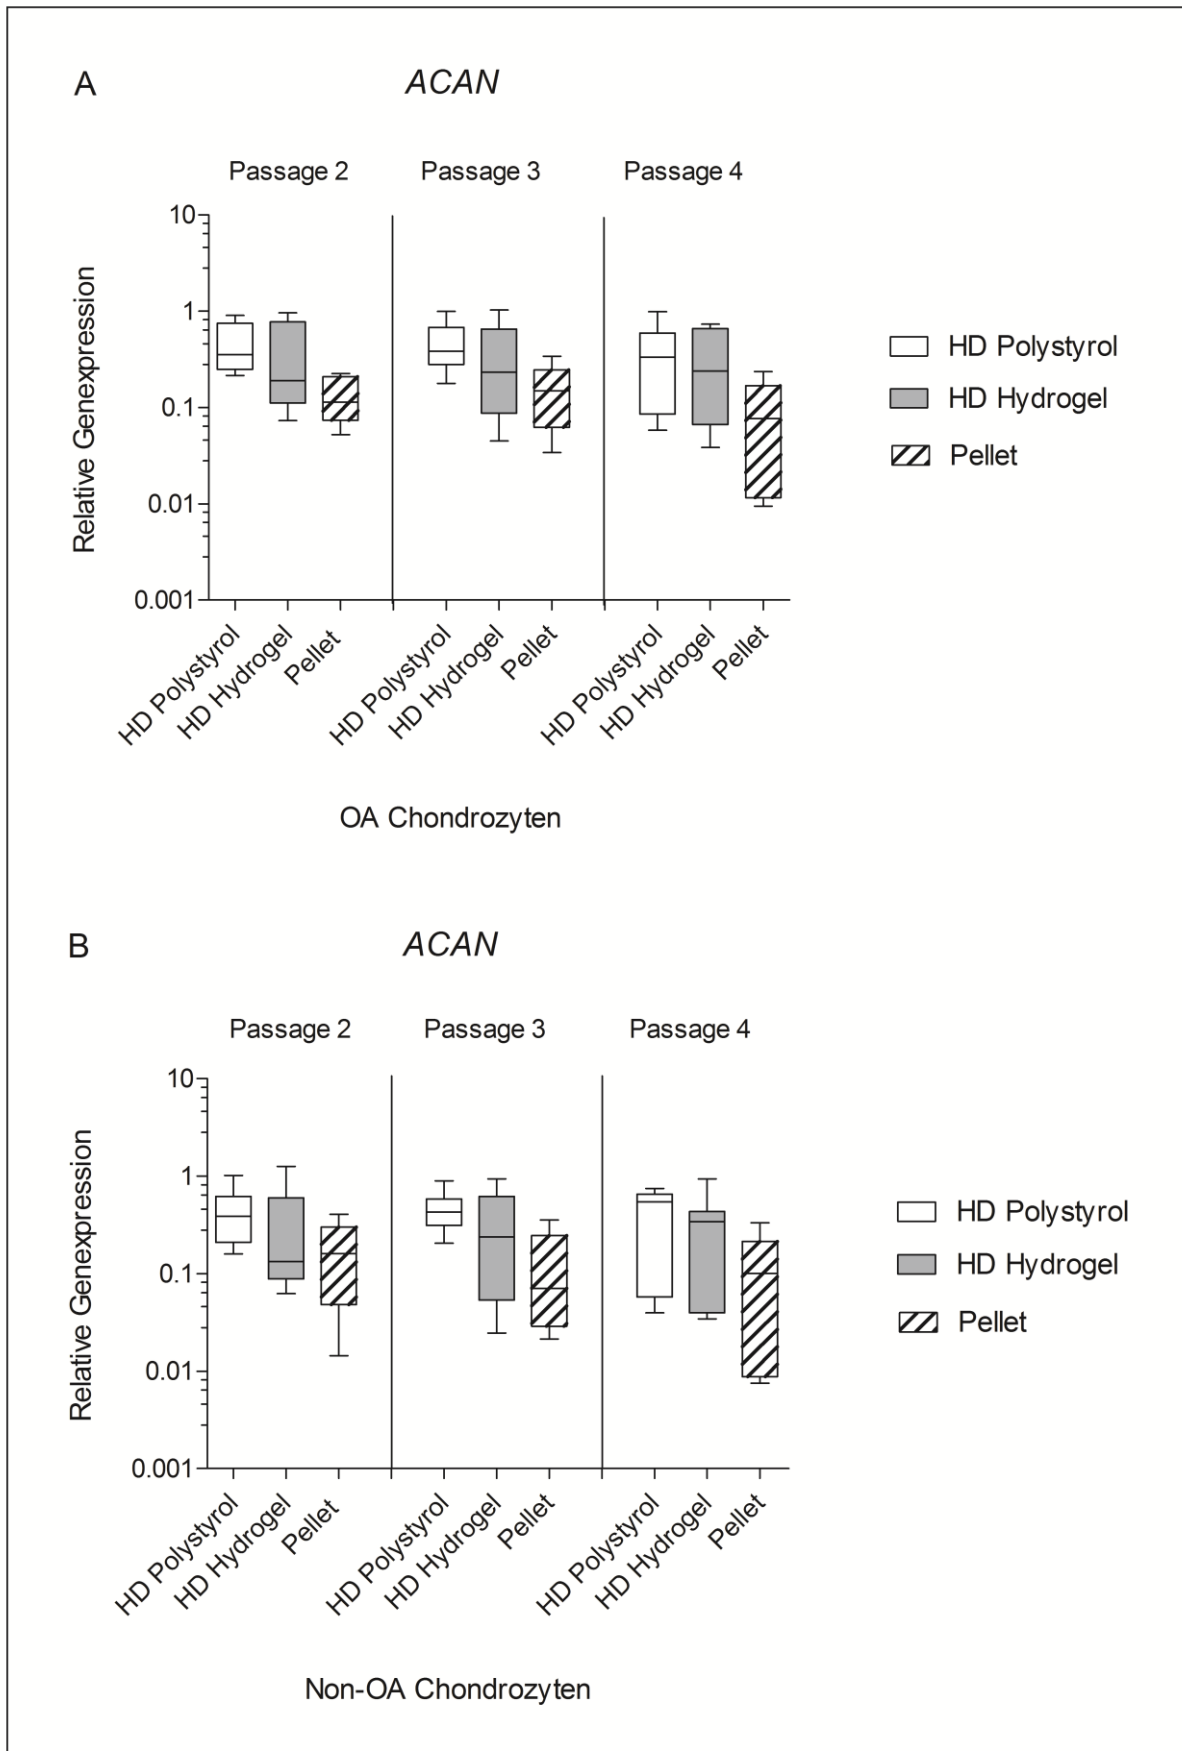 A
ACAN
Passage 2
Passage 3
Passage 4
10
1
0.1
0.01
0.001
Relative Genexpression
HD Polystyrol
HD Hydrogel
Pellet
HD Polystyrol
HD Hydrogel
Pellet
HD Polystyrol
HD Hydrogel
Pellet
OA Chondrozyten
HD Polystyrol
HD Hydrogel
Pellet
B
ACAN
Passage 2
Passage 3
Passage 4
10
1
0.1
0.01
0.001
Relative Genexpression
HD Polystyrol
HD Hydrogel
Pellet
HD Polystyrol
HD Hydrogel
Pellet
HD Polystyrol
HD Hydrogel
Pellet
Non-OA Chondrozyten
HD Polystyrol
HD Hydrogel
Pellet